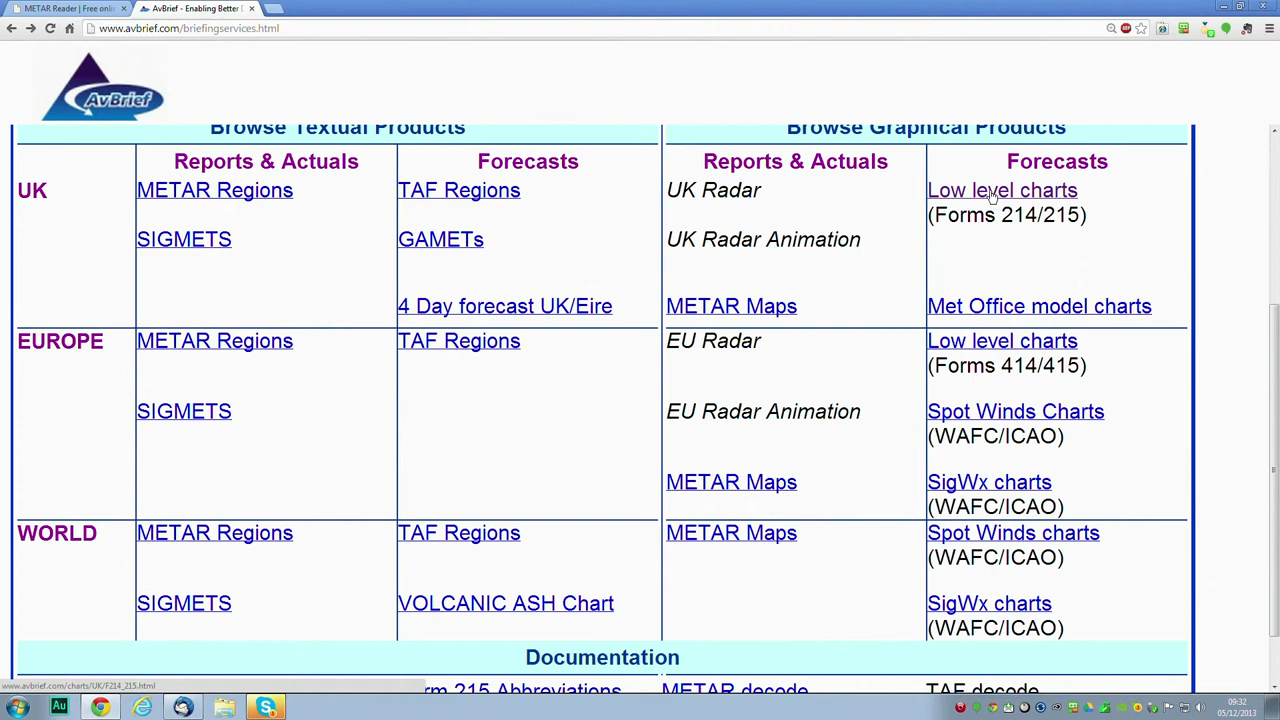 METAR Reader | Free onli
AvBrief - Enabling Better
www.avbrief.com/briefingservices.html
AvBrief
Browse Textual Products
Browse Graphical Products
Reports & Actuals
Forecasts
Reports & Actuals
Forecasts
UK
METAR Regions
TAF Regions
UK Radar
Low level charts
(Forms 214/215)
SIGMETS
GAMETs
UK Radar Animation
4 Day forecast UK/Eire
METAR Maps
Met Office model charts
EUROPE
METAR Regions
TAF Regions
EU Radar
Low level charts
(Forms 414/415)
SIGMETS
EU Radar Animation
Spot Winds Charts
(WAFC/ICAO)
METAR Maps
SigWx charts
(WAFC/ICAO)
WORLD
METAR Regions
TAF Regions
METAR Maps
Spot Winds charts
(WAFC/ICAO)
SIGMETS
VOLCANIC ASH Chart
SigWx charts
(WAFC/ICAO)
Documentation
www.avbrief.com/charts/UK/F214_215.html
rm 215 Abbreviations
METAR decode
TAF decode
Au
09:32
05/12/2013